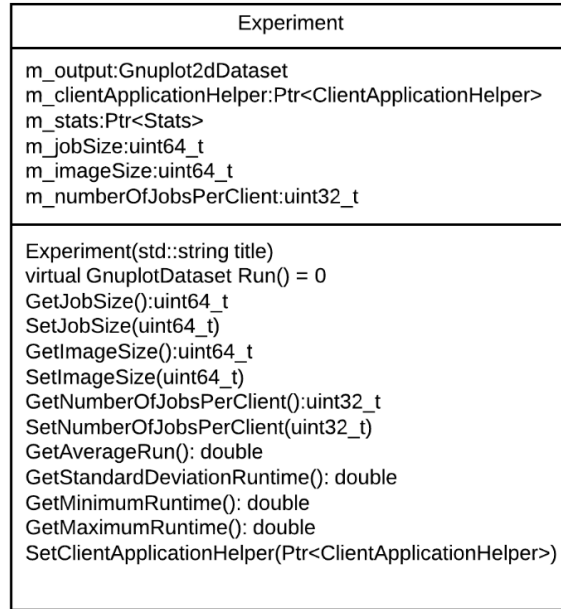 Experiment
m_output:Gnuplot2dDataset
m_clientApplicationHelper:Ptr<ClientApplicationHelper>
m_stats:Ptr<Stats>
m_jobSize:uint64_t
m_imageSize:uint64_t
m_numberOfJobsPerClient:uint32_t
Experiment(std::string title)
virtual GnuplotDataset Run() = 0
GetJobSize():uint64_t
SetJobSize(uint64_t)
GetImageSize():uint64_t
SetImageSize(uint64_t)
GetNumberOfJobsPerClient():uint32_t
SetNumberOfJobsPerClient(uint32_t)
GetAverageRun(): double
GetStandardDeviationRuntime(): double
GetMinimumRuntime(): double
GetMaximumRuntime(): double
SetClientApplicationHelper(Ptr<ClientApplicationHelper>)